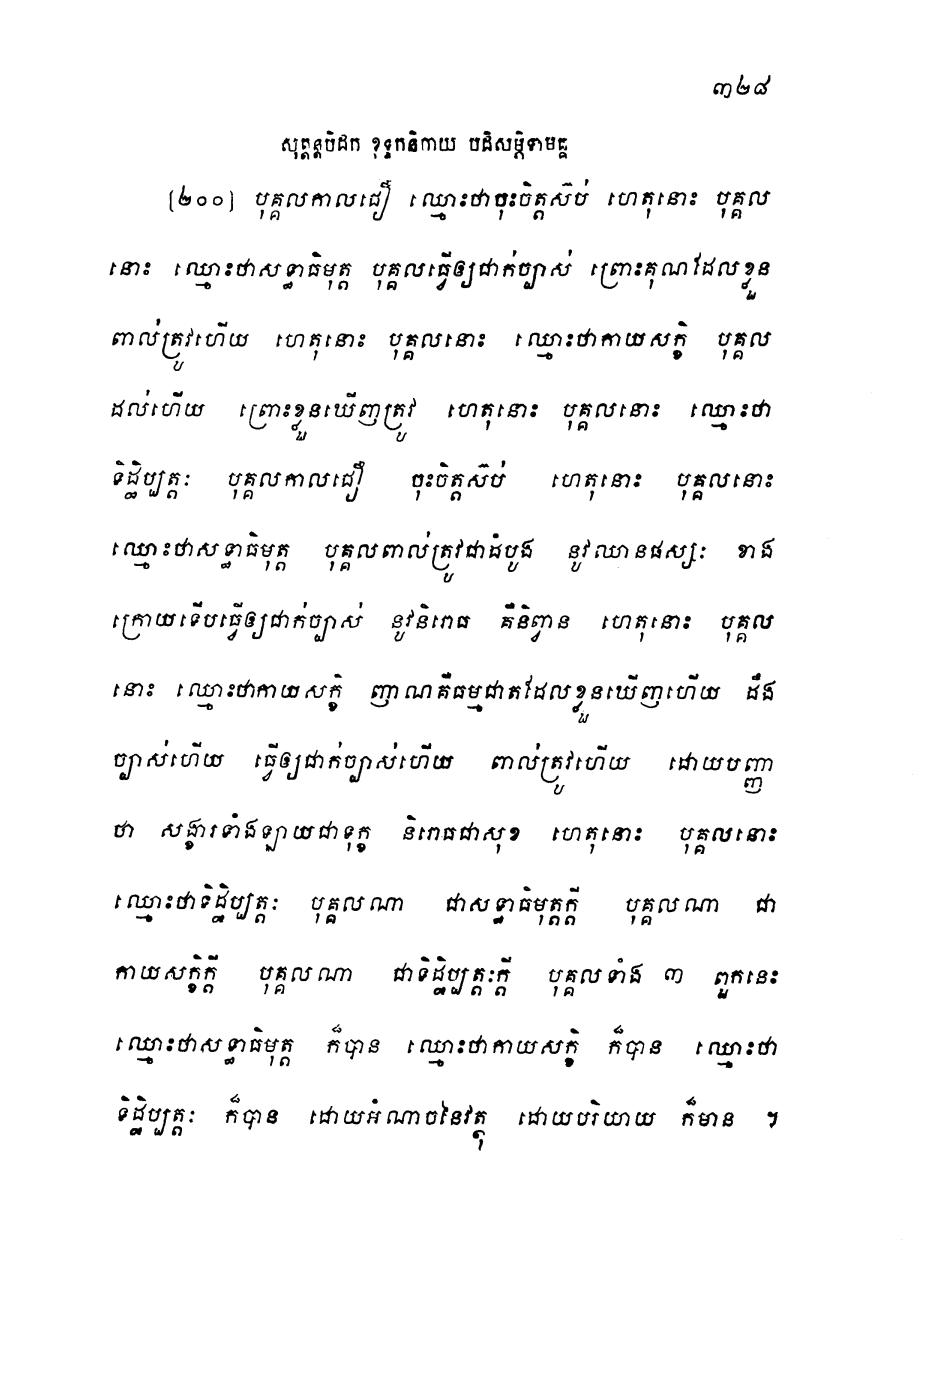 ៣២៨
សុត្តន្តបិដក ខុទ្ទកនិកាយ បដិសម្ភិទាមគ្គ
(២០០) បុគ្គលកាលជឿ ឈ្មោះថាចុះចិត្តស៊ប់ ហេតុនោះ បុគ្គល
នោះ ឈ្មោះថាសទ្ធាធិមុត្ត បុគ្គលធ្វើឲ្យជាក់ច្បាស់ ព្រោះគុណដែលខ្លួន
ពាល់ត្រូវហើយ ហេតុនោះ បុគ្គលនោះ ឈ្មោះថាកាយសក្ខិ បុគ្គល
ដល់ហើយ ព្រោះខ្លួនឃើញត្រូវ ហេតុនោះ បុគ្គលនោះ ឈ្មោះថា
ទិដ្ឋិប្បត្តៈ បុគ្គលកាលជឿ ចុះចិត្តស៊ប់ ហេតុនោះ បុគ្គលនោះ
ឈ្មោះថាសទ្ធាធិមុត្ត បុគ្គលពាល់ត្រូវជាដំបូង នូវឈានផស្សៈ ខាង
ក្រោយទើបធ្វើឲ្យជាក់ច្បាស់ នូវនិរោធ គឺនិព្វាន ហេតុនោះ បុគ្គល
នោះ ឈ្មោះថាកាយសក្ខិ ញាណគឺធម្មជាតដែលខ្លួនឃើញហើយ ដឹង
ច្បាស់ហើយ ធ្វើឲ្យជាក់ច្បាស់ហើយ ពាល់ត្រូវហើយ ដោយបញ្ញា
ថា សង្ខារទាំងឡាយជាទុក្ខ និរោធជាសុខ ហេតុនោះ បុគ្គលនោះ
ឈ្មោះថាទិដ្ឋិប្បត្តៈ បុគ្គលណា ជាសទ្ធាធិមុត្តក្តី បុគ្គលណា ជា
កាយសក្ខិក្តី បុគ្គលណា ជាទិដ្ឋិប្បត្តៈក្តី បុគ្គលទាំង ៣ ពួកនេះ
ឈ្មោះថាសទ្ធាធិមុត្ត ក៏បាន ឈ្មោះថាកាយសក្ខិ ក៏បាន ឈ្មោះថា
ទិដ្ឋិប្បត្តៈ ក៏បាន ដោយអំណាចនៃវត្ថុ ដោយបរិយាយ ក៏មាន ។